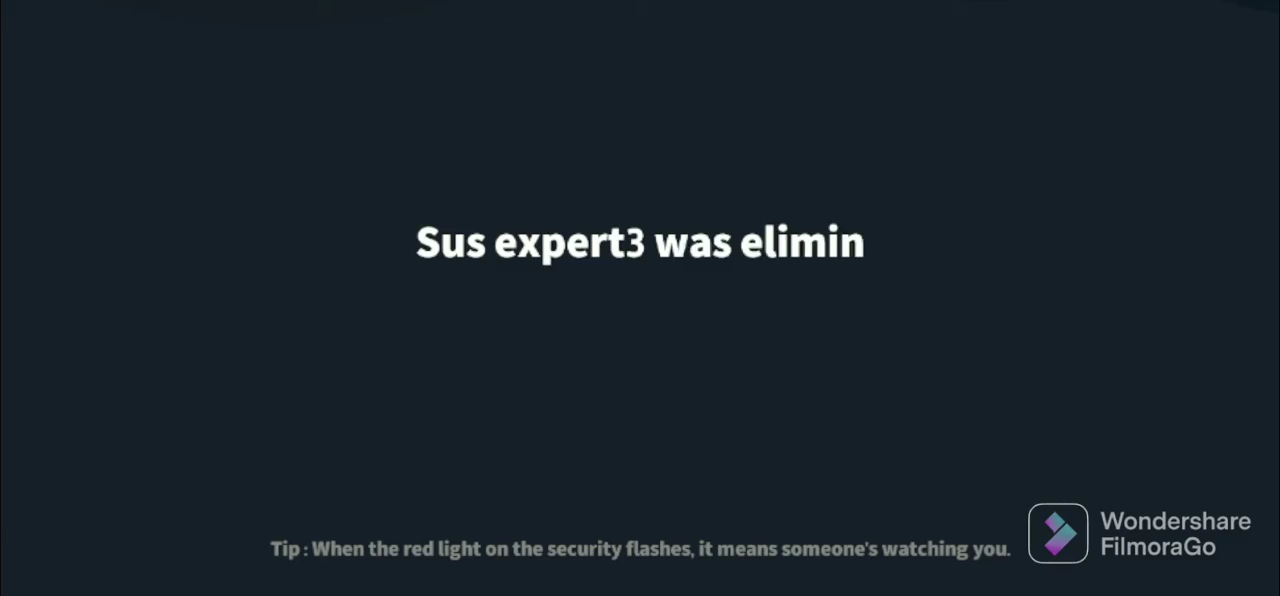 Sus expert3 was elimin
Tip : When the red light on the security flashes, it means someone's watching you.
Wondershare
FilmoraGo